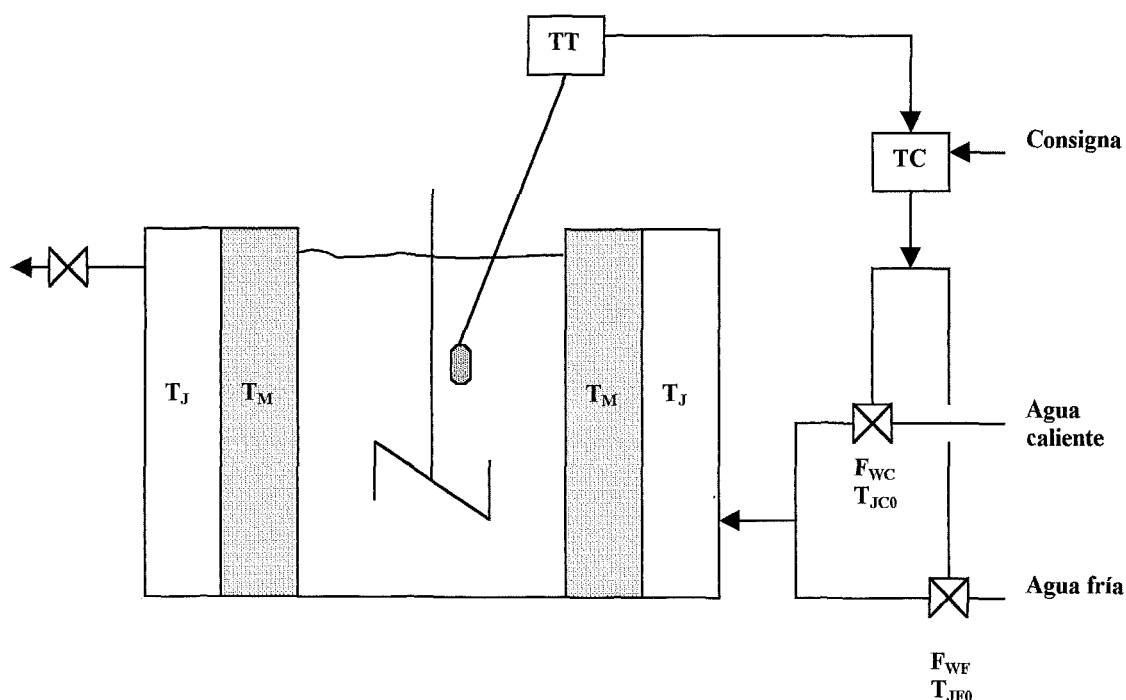 TT
TC
Consigna
T_J
T_M
T_M
T_J
Agua
caliente
F_WC
T_JC0
Agua fría
F_WF
T_JF0